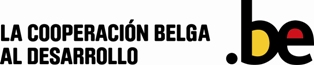 LA COOPERACIÓN BELGA
AL DESARROLLO
.be